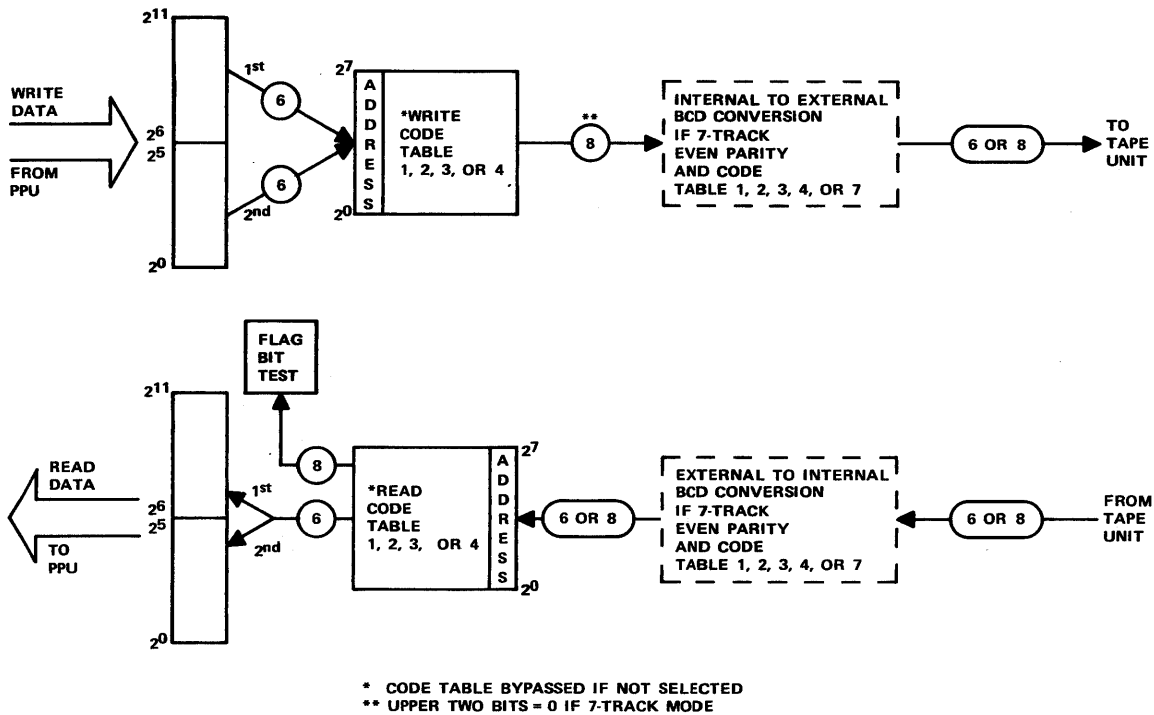 2¹¹
WRITE
DATA
FROM
PPU
2⁶
2⁵
2⁰
1st
6
6
2nd
2⁷
ADDRESS
2⁰
*WRITE
CODE
TABLE
1, 2, 3, OR 4
**
8
INTERNAL TO EXTERNAL
BCD CONVERSION
IF 7-TRACK
EVEN PARITY
AND CODE
TABLE 1, 2, 3, 4, OR 7
6 OR 8
TO
TAPE
UNIT
FLAG
BIT
TEST
2¹¹
READ
DATA
TO
PPU
2⁶
2⁵
2⁰
1st
2nd
8
6
*READ
CODE
TABLE
1, 2, 3, OR 4
2⁷
ADDRESS
2⁰
6 OR 8
EXTERNAL TO INTERNAL
BCD CONVERSION
IF 7-TRACK
EVEN PARITY
AND CODE
TABLE 1, 2, 3, 4, OR 7
6 OR 8
FROM
TAPE
UNIT
* CODE TABLE BYPASSED IF NOT SELECTED
** UPPER TWO BITS = 0 IF 7-TRACK MODE